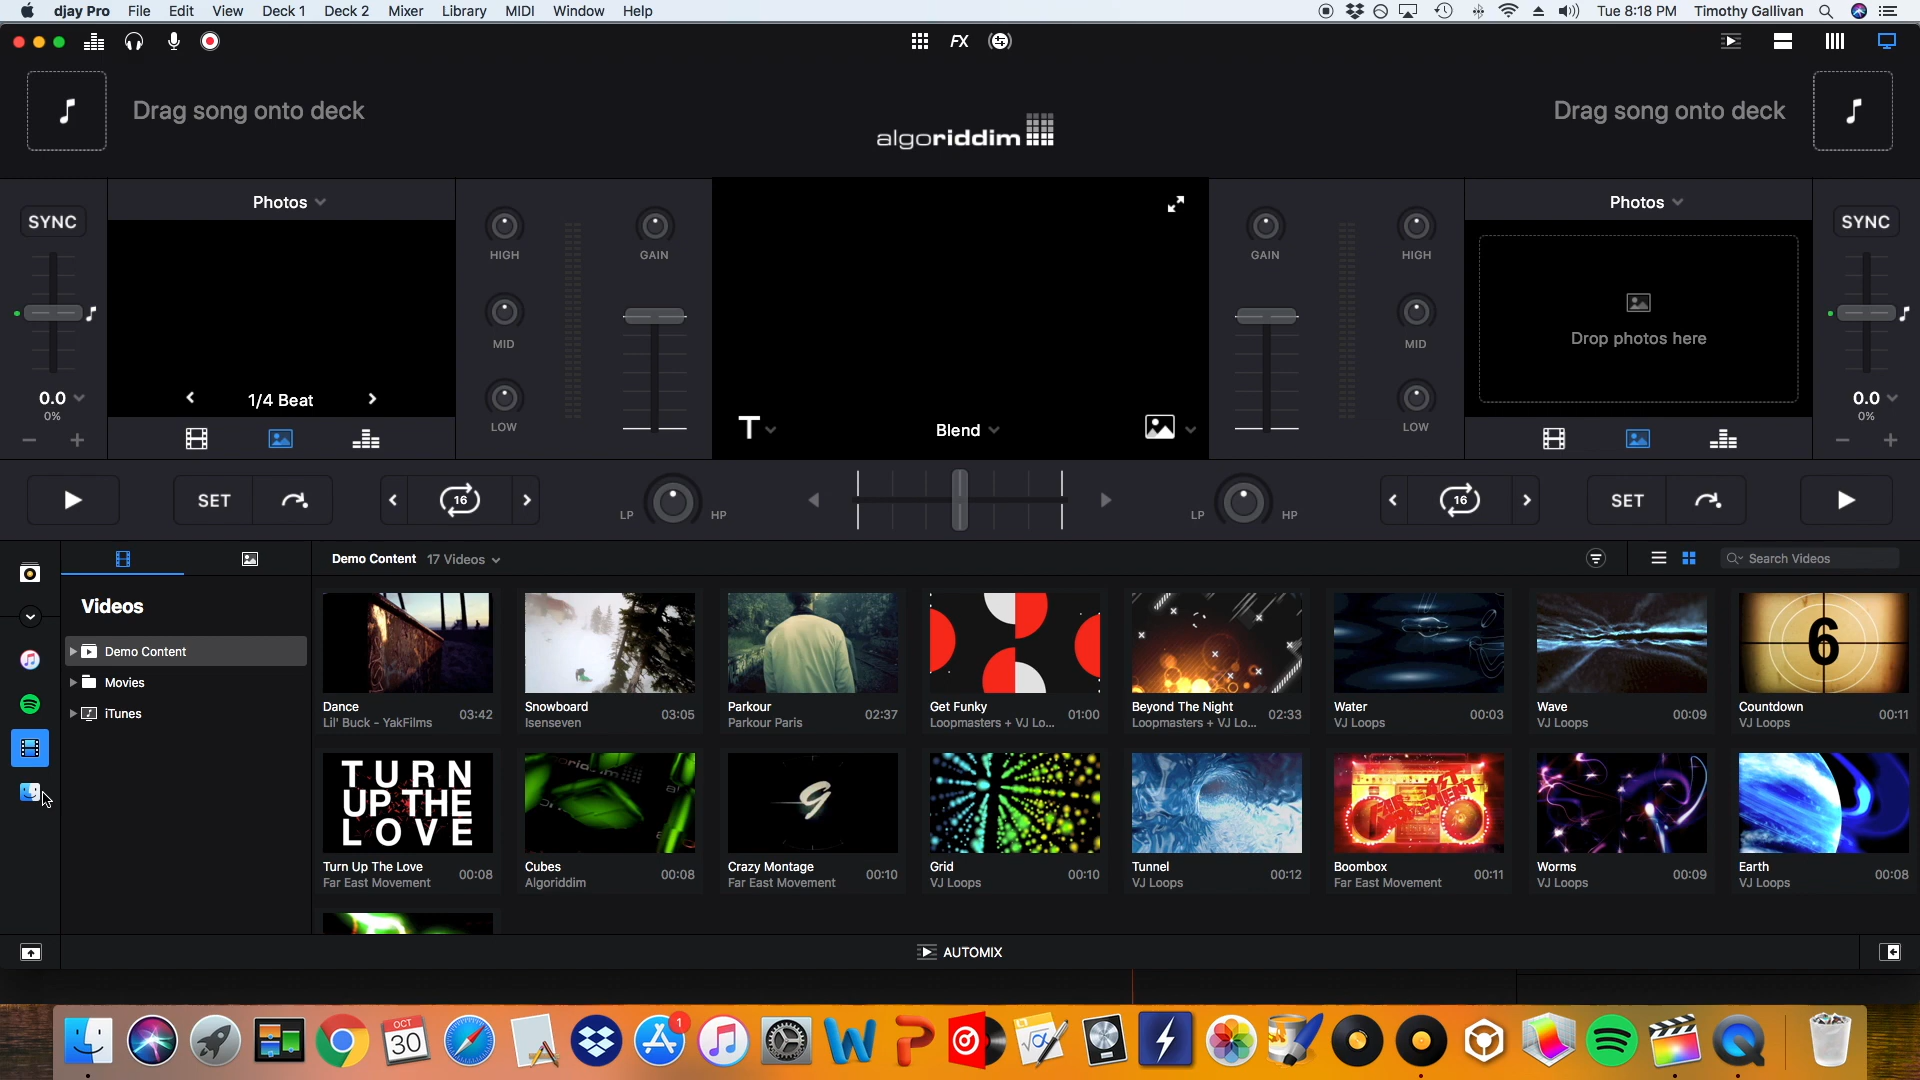 djay Pro File Edit View Deck 1 Deck 2 Mixer Library MIDI Window Help Tue 8:18 PM Timothy Gallivan
FX
Drag song onto deck
algoriddim
Drag song onto deck
SYNC
Photos
HIGH
GAIN
MID
LOW
1/4 Beat
0.0
0%
T
Blend
GAIN
HIGH
MID
LOW
Photos
Drop photos here
SYNC
0.0
0%
SET
16
LP
HP
LP
HP
16
SET
Demo Content 17 Videos
Search Videos
Videos
Demo Content
Movies
iTunes
Dance
Lil' Buck - YakFilms 03:42
Snowboard
Isenseven 03:05
Parkour
Parkour Paris 02:37
Get Funky
Loopmasters + VJ Lo... 01:00
Beyond The Night
Loopmasters + VJ Lo... 02:33
Water
VJ Loops 00:03
Wave
VJ Loops 00:09
6
Countdown
VJ Loops 00:11
TURN
UP THE
LOVE
Turn Up The Love
Far East Movement 00:08
Cubes
Algoriddim 00:08
9
Crazy Montage
Far East Movement 00:10
Grid
VJ Loops 00:10
Tunnel
VJ Loops 00:12
Boombox
Far East Movement 00:11
Worms
VJ Loops 00:09
Earth
VJ Loops 00:08
AUTOMIX
OCT
30
1